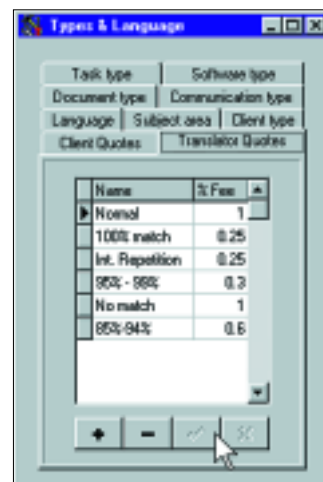 Types & Language
Task type Software type
Document type Communication type
Language Subject area Client type
Client Quotes Translator Quotes
Name % Fee
Normal 1
100% match 0.25
Int. Repetition 0.25
95% - 99% 0.3
No match 1
85%-94% 0.6